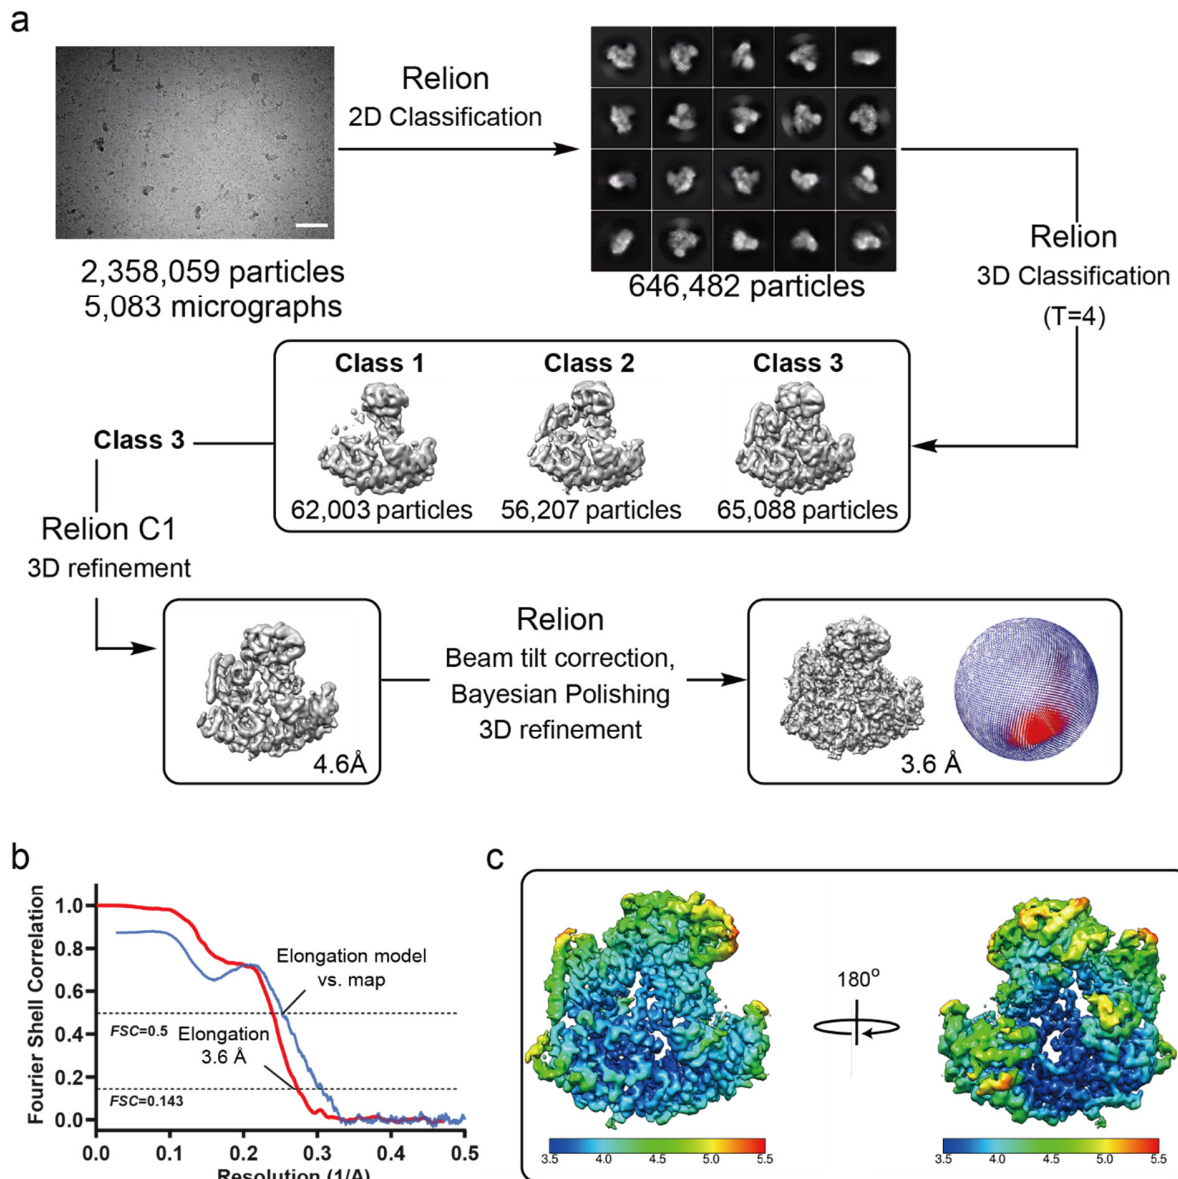 a
Relion
2D Classification
2,358,059 particles
5,083 micrographs
646,482 particles
Relion
3D Classification
(T=4)
Class 1
Class 2
Class 3
62,003 particles
56,207 particles
65,088 particles
Class 3
Relion C1
3D refinement
4.6Å
Relion
Beam tilt correction,
Bayesian Polishing
3D refinement
3.6 Å
b
Fourier Shell Correlation
1.0
0.8
0.6
0.4
0.2
0.0
Elongation model
vs. map
FSC=0.5
Elongation
3.6 Å
FSC=0.143
0.0 0.1 0.2 0.3 0.4 0.5
Resolution (1/A)
c
180º
3.5 4.0 4.5 5.0 5.5
3.5 4.0 4.5 5.0 5.5